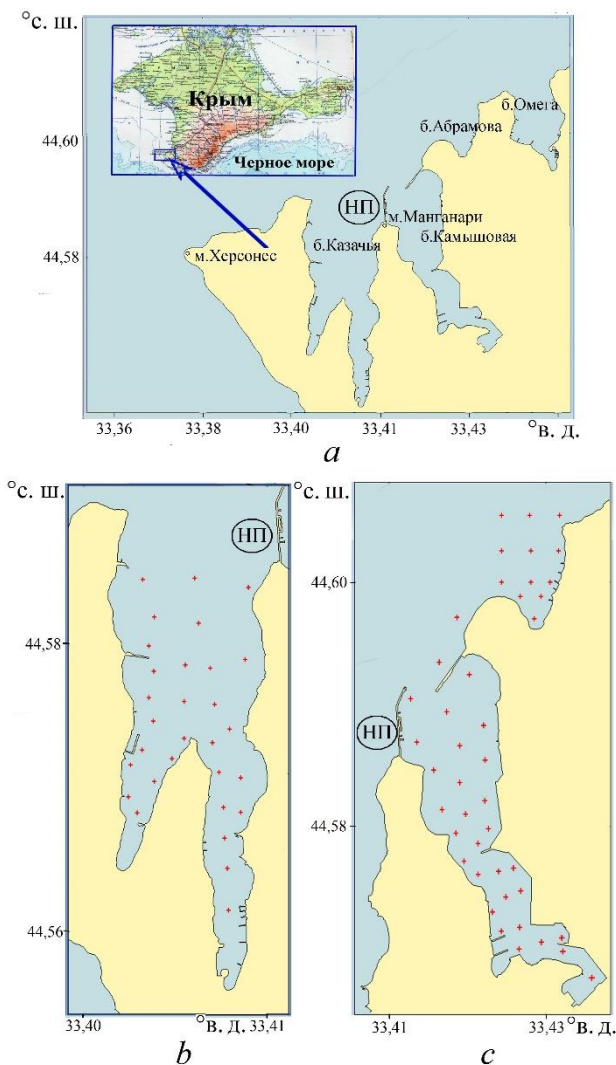 °с. ш.
44,60
44,58
Крым
Черное море
б.Омега
б.Абрамова
НП
м.Манганари
б.Казачья
б.Камышовая
м.Херсонес
33,36
33,38
33,40
33,41
33,43
°в. д.
a
°с. ш.
НП
44,58
44,56
33,40
°в. д.
33,41
b
°с. ш.
44,60
НП
44,58
33,41
33,43
°в. д.
c